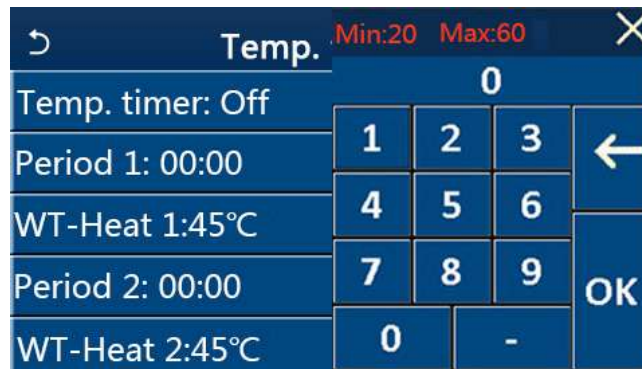 Temp.
Temp. timer: Off
Period 1: 00:00
WT-Heat 1:45℃
Period 2: 00:00
WT-Heat 2:45℃
Min:20 Max:60
0
1 2 3
4 5 6
7 8 9
OK
0 -